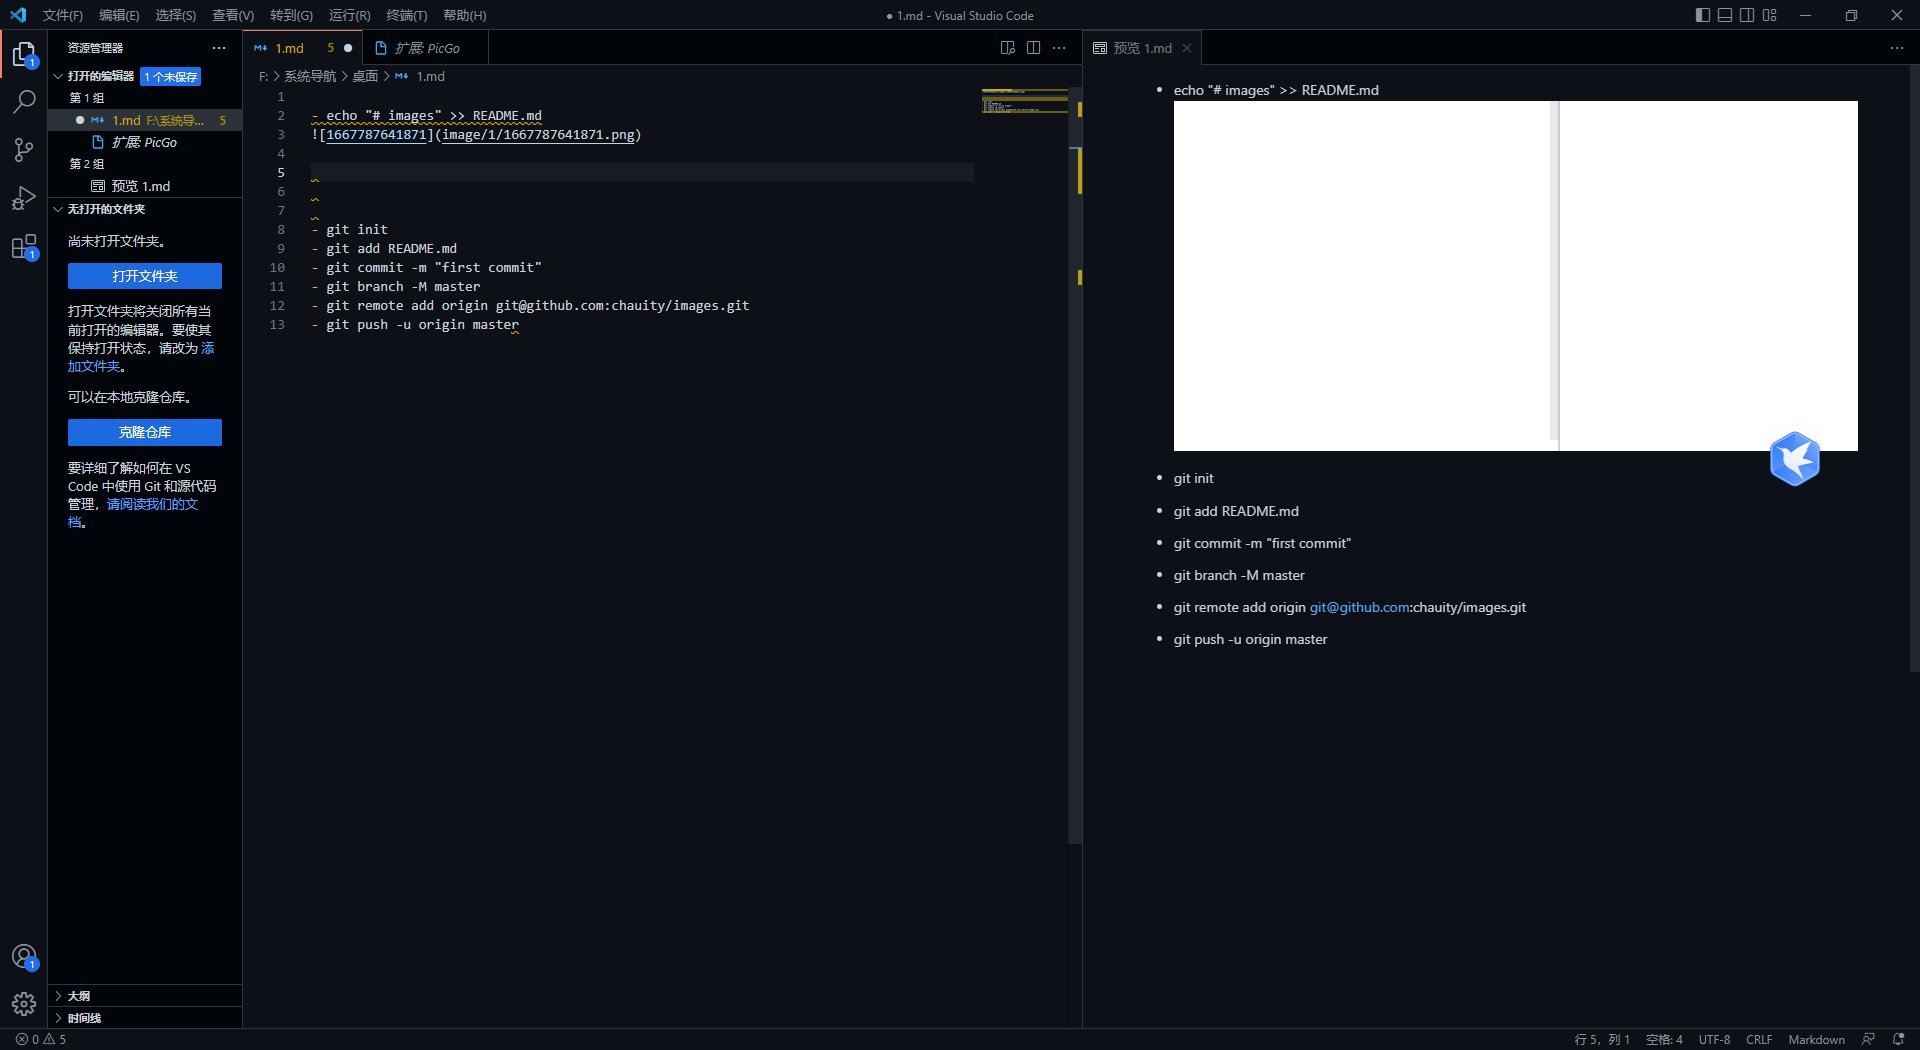 文件(F) 编辑(E) 选择(S) 查看(V) 转到(G) 运行(R) 终端(T) 帮助(H)
● 1.md - Visual Studio Code
资源管理器
打开的编辑器 1 个未保存
第 1 组
1.md F:\系统导... 5
扩展: PicGo
第 2 组
预览 1.md
无打开的文件夹
尚未打开文件夹。
打开文件夹
打开文件夹将关闭所有当
前打开的编辑器。要使其
保持打开状态，请改为 添
加文件夹。
可以在本地克隆仓库。
克隆仓库
要详细了解如何在 VS
Code 中使用 Git 和源代码
管理，请阅读我们的文
档。
大纲
时间线
1
1
1
1.md 5
扩展: PicGo
F: > 系统导航 > 桌面 > 1.md
1
2 - echo "# images" >> README.md
3 ![1667787641871](image/1/1667787641871.png)
4
5
6
7
8 - git init
9 - git add README.md
10 - git commit -m "first commit"
11 - git branch -M master
12 - git remote add origin git@github.com:chauity/images.git
13 - git push -u origin master
预览 1.md
• echo "# images" >> README.md
• git init
• git add README.md
• git commit -m "first commit"
• git branch -M master
• git remote add origin git@github.com:chauity/images.git
• git push -u origin master
0 5
行 5，列 1 空格: 4 UTF-8 CRLF Markdown